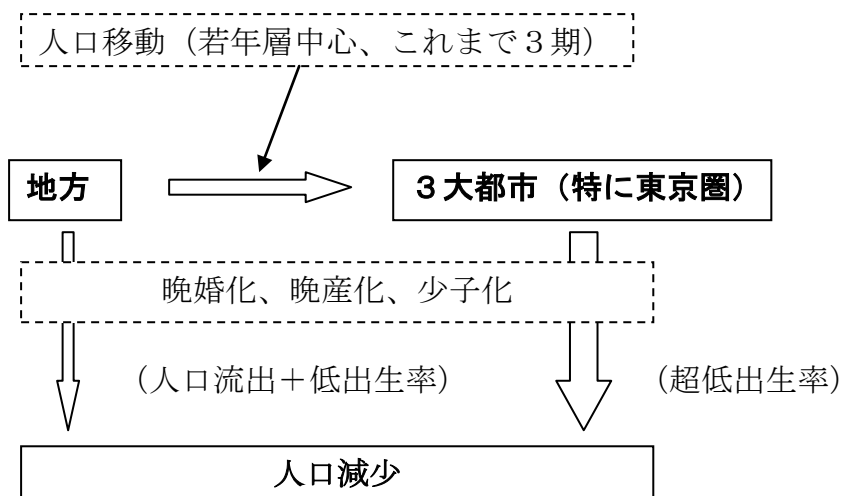 人口移動（若年層中心、これまで３期）
地方
３大都市（特に東京圏）
晩婚化、晩産化、少子化
（人口流出＋低出生率）
（超低出生率）
人口減少